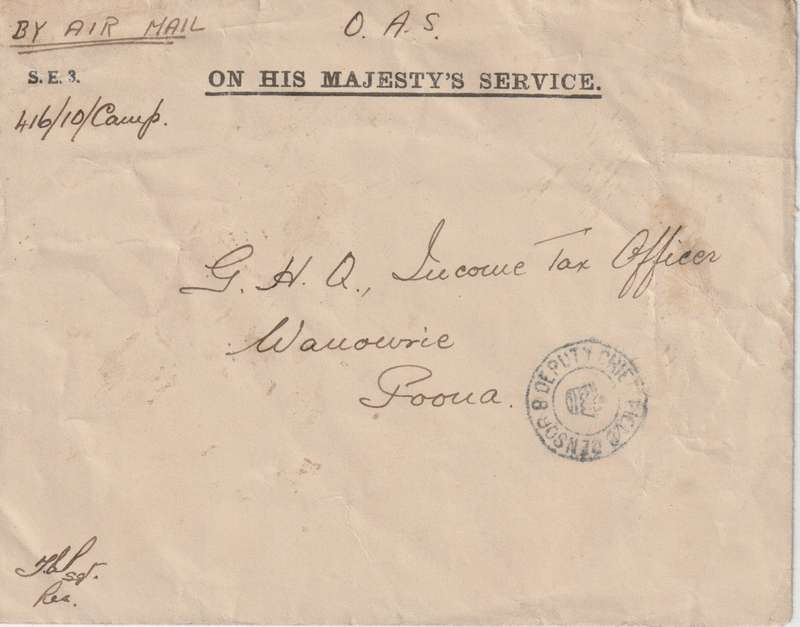 BY AIR MAIL O. A. S.
S. E. 3. ON HIS MAJESTY'S SERVICE.
416/10/Camp.
G. H. Q., Income Tax Officer
Wanowrie
Poona.
DEPUTY CHIEF FIELD CENSOR 8